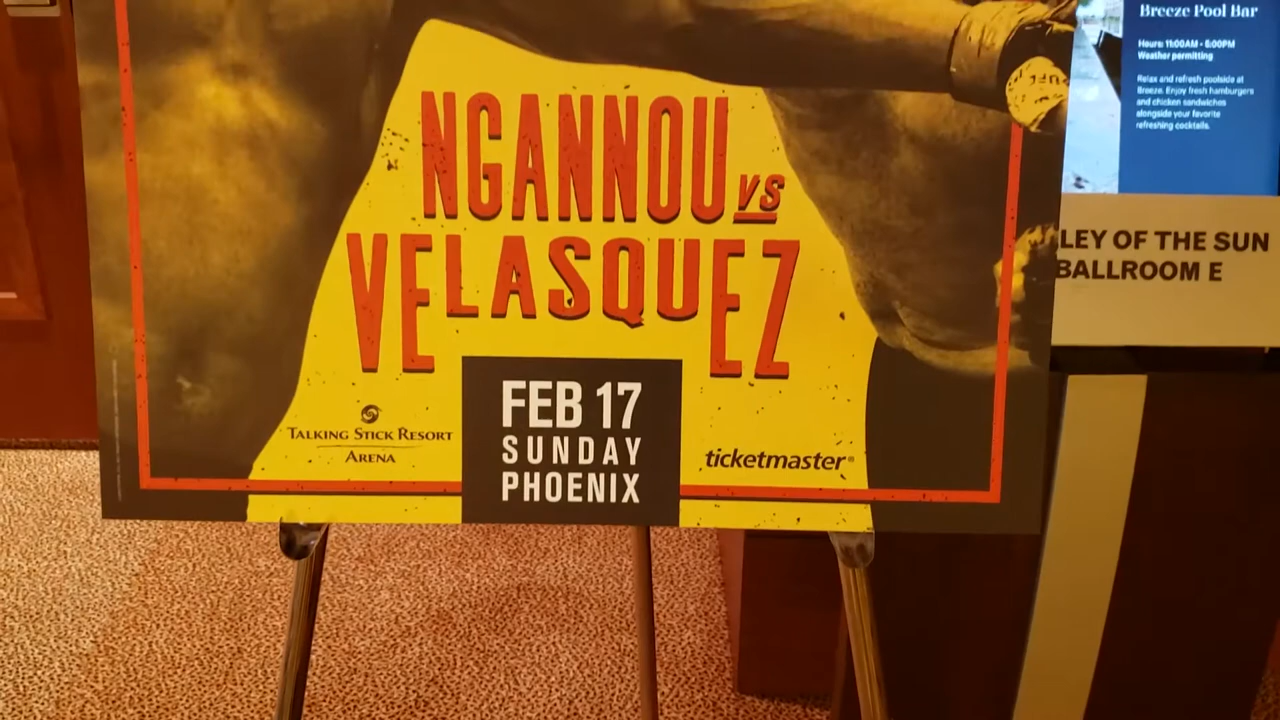 NGANNOU VS
VELASQUEZ
TALKING STICK RESORT
ARENA
FEB 17
SUNDAY
PHOENIX
ticketmaster®
Breeze Pool Bar
Hours: 11:00AM - 6:00PM
Weather permitting
Relax and refresh poolside at
Breeze. Enjoy fresh hamburgers
and chicken sandwiches
alongside your favorite
refreshing cocktails.
LEY OF THE SUN
BALLROOM E